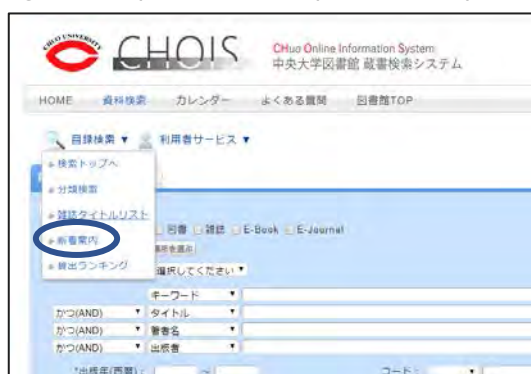 CHUO UNIVERSITY
CHOIS
CHuo Online Information System
中央大学図書館 蔵書検索システム
HOME 資料検索 カレンダー よくある質問 図書館TOP
目録検索 ▼ 利用者サービス ▼
検索トップへ
分類検索
雑誌タイトルリスト
新着案内
貸出ランキング
図書 雑誌 E-Book E-Journal
選択してください ▼
キーワード ▼
かつ(AND) ▼ タイトル ▼
かつ(AND) ▼ 著者名 ▼
かつ(AND) ▼ 出版者 ▼
*出版年(西暦): ～ コード: ▼